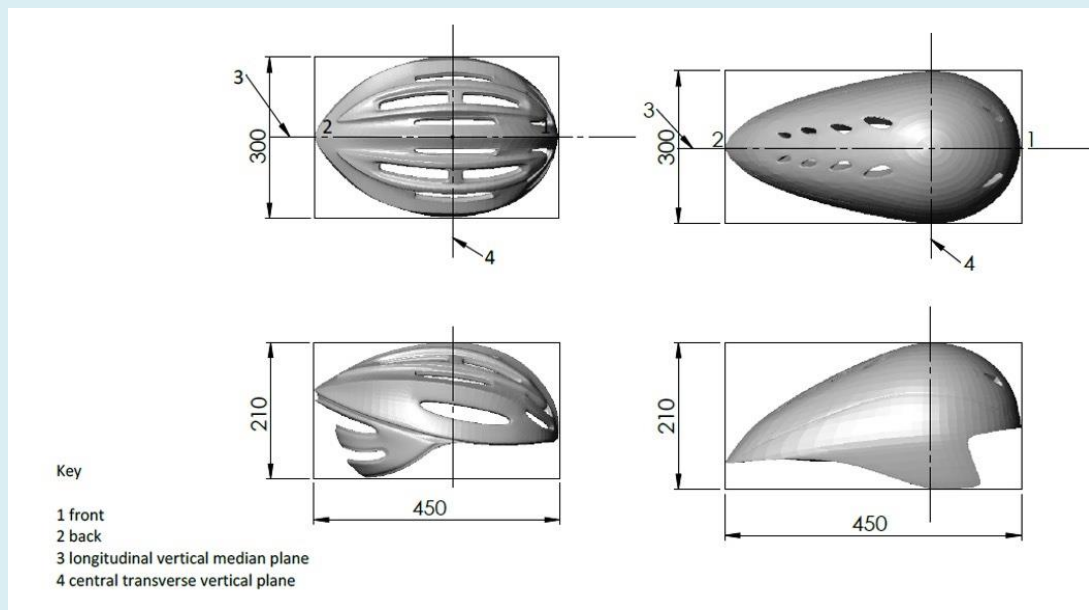 3
2
1
300
4
3
2
1
300
4
210
450
210
450
Key
1 front
2 back
3 longitudinal vertical median plane
4 central transverse vertical plane